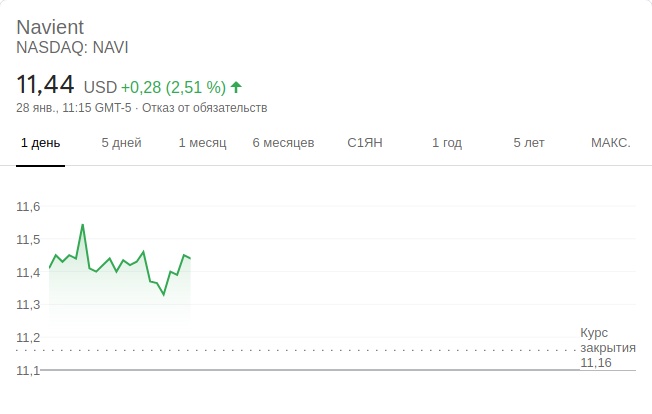 Navient
NASDAQ: NAVI
11,44 USD +0,28 (2,51 %)
28 янв., 11:15 GMT-5 · Отказ от обязательств
1 день 5 дней 1 месяц 6 месяцев С1ЯН 1 год 5 лет МАКС.
11,6
11,5
11,4
11,3
11,2
11,1
Курс
закрытия
11,16